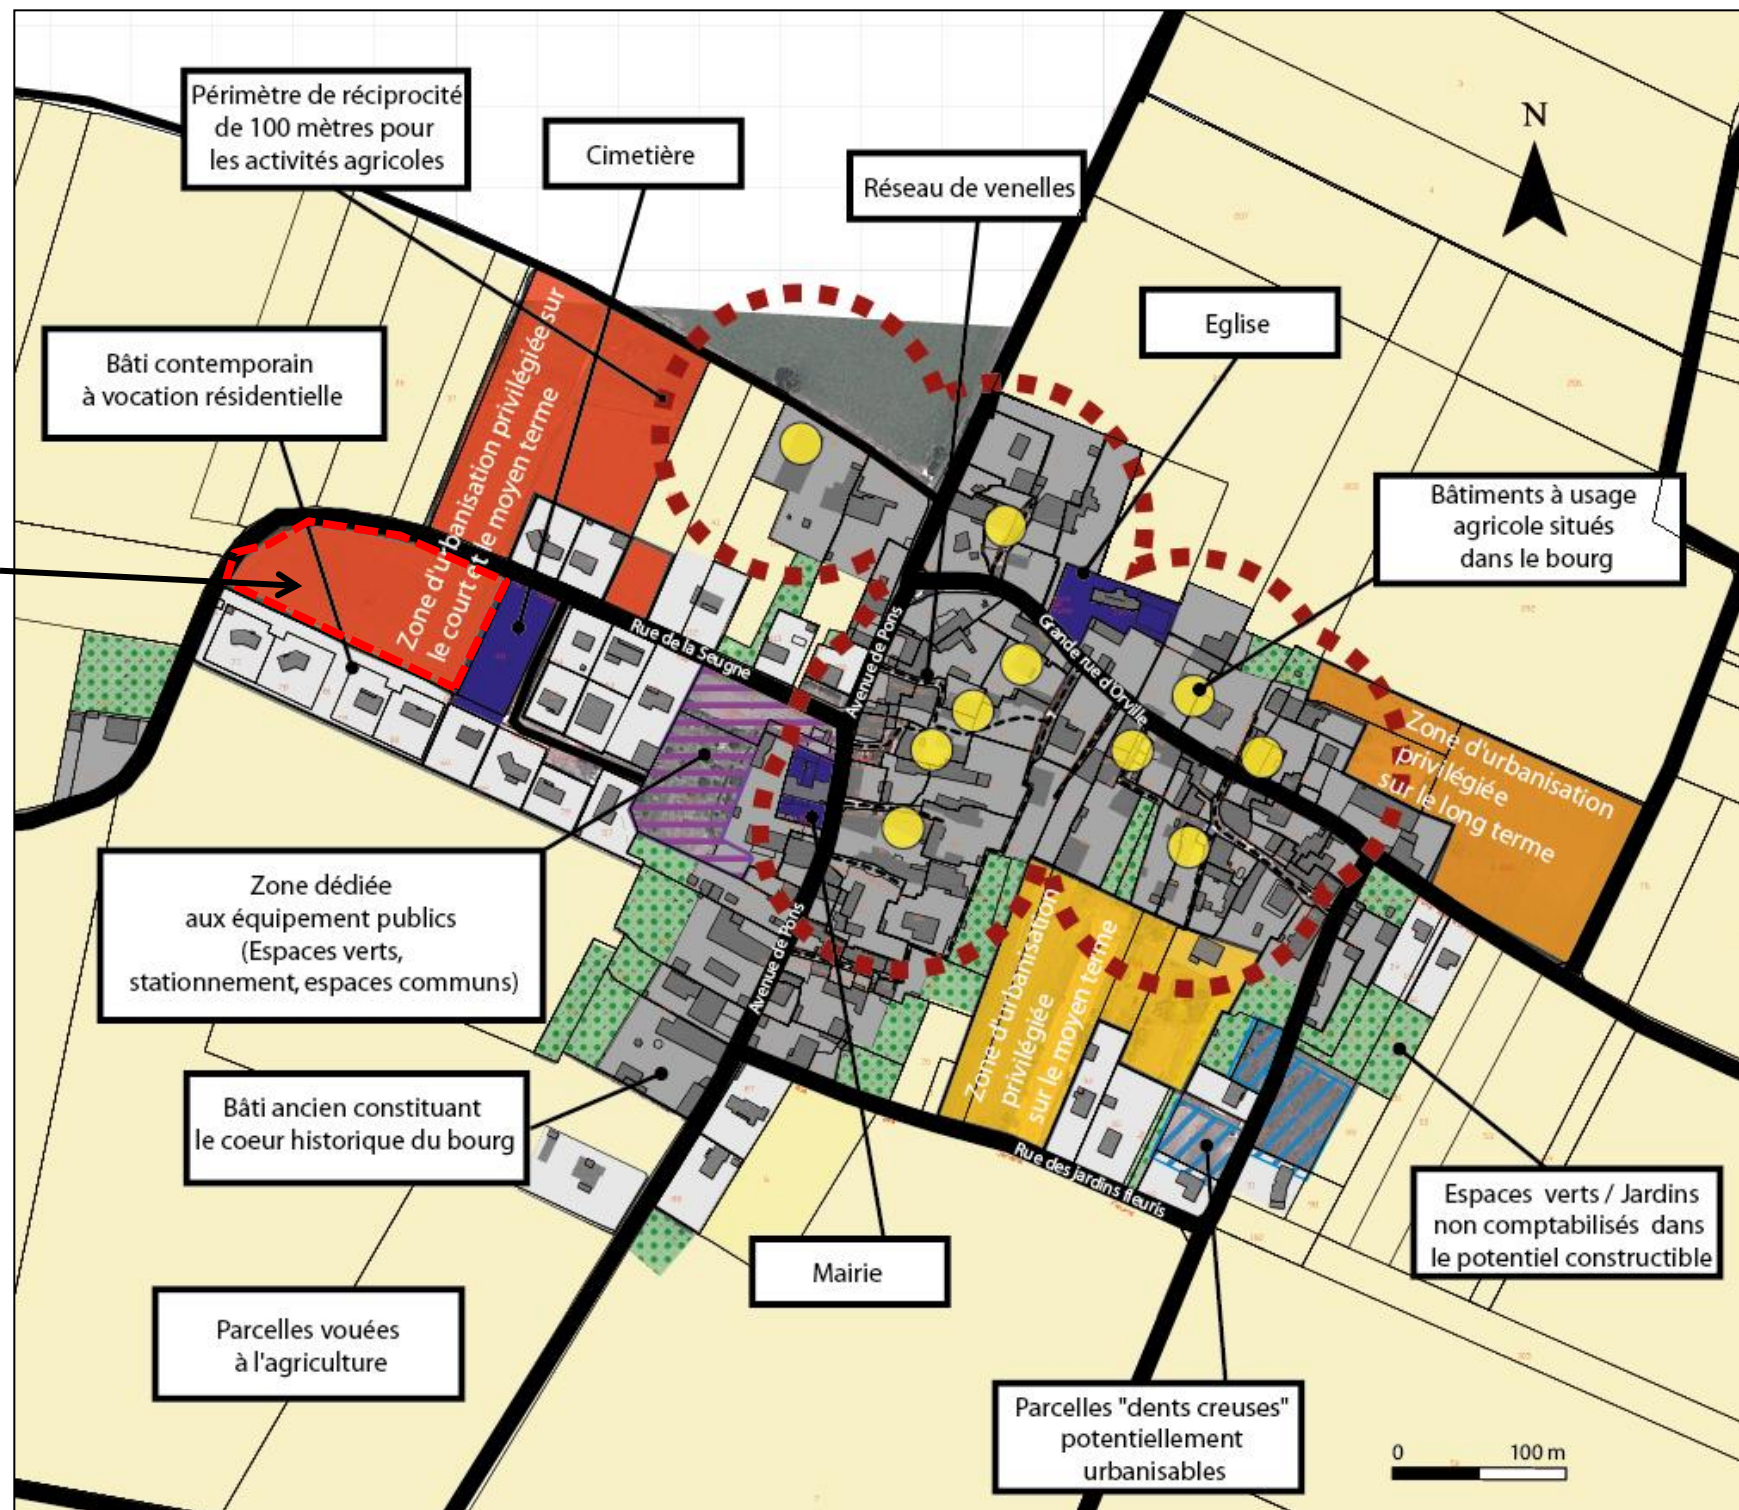 Périmètre de réciprocité
de 100 mètres pour
les activités agricoles
Cimetière
Réseau de venelles
N
Eglise
Bâti contemporain
à vocation résidentielle
Zone d'urbanisation privilégiée sur
le court et le moyen terme
Bâtiments à usage
agricole situés
dans le bourg
Rue de la Seugne
Avenue de Pons
Grande rue d'Orville
Zone d'urbanisation
privilégiée
sur le long terme
Zone dédiée
aux équipement publics
(Espaces verts,
stationnement, espaces communs)
Avenue de Pons
Zone d'urbanisation
privilégiée
sur le moyen terme
Bâti ancien constituant
le coeur historique du bourg
Rue des jardins fleuris
Espaces verts / Jardins
non comptabilisés dans
le potentiel constructible
Mairie
Parcelles vouées
à l'agriculture
Parcelles "dents creuses"
potentiellement
urbanisables
0 100 m